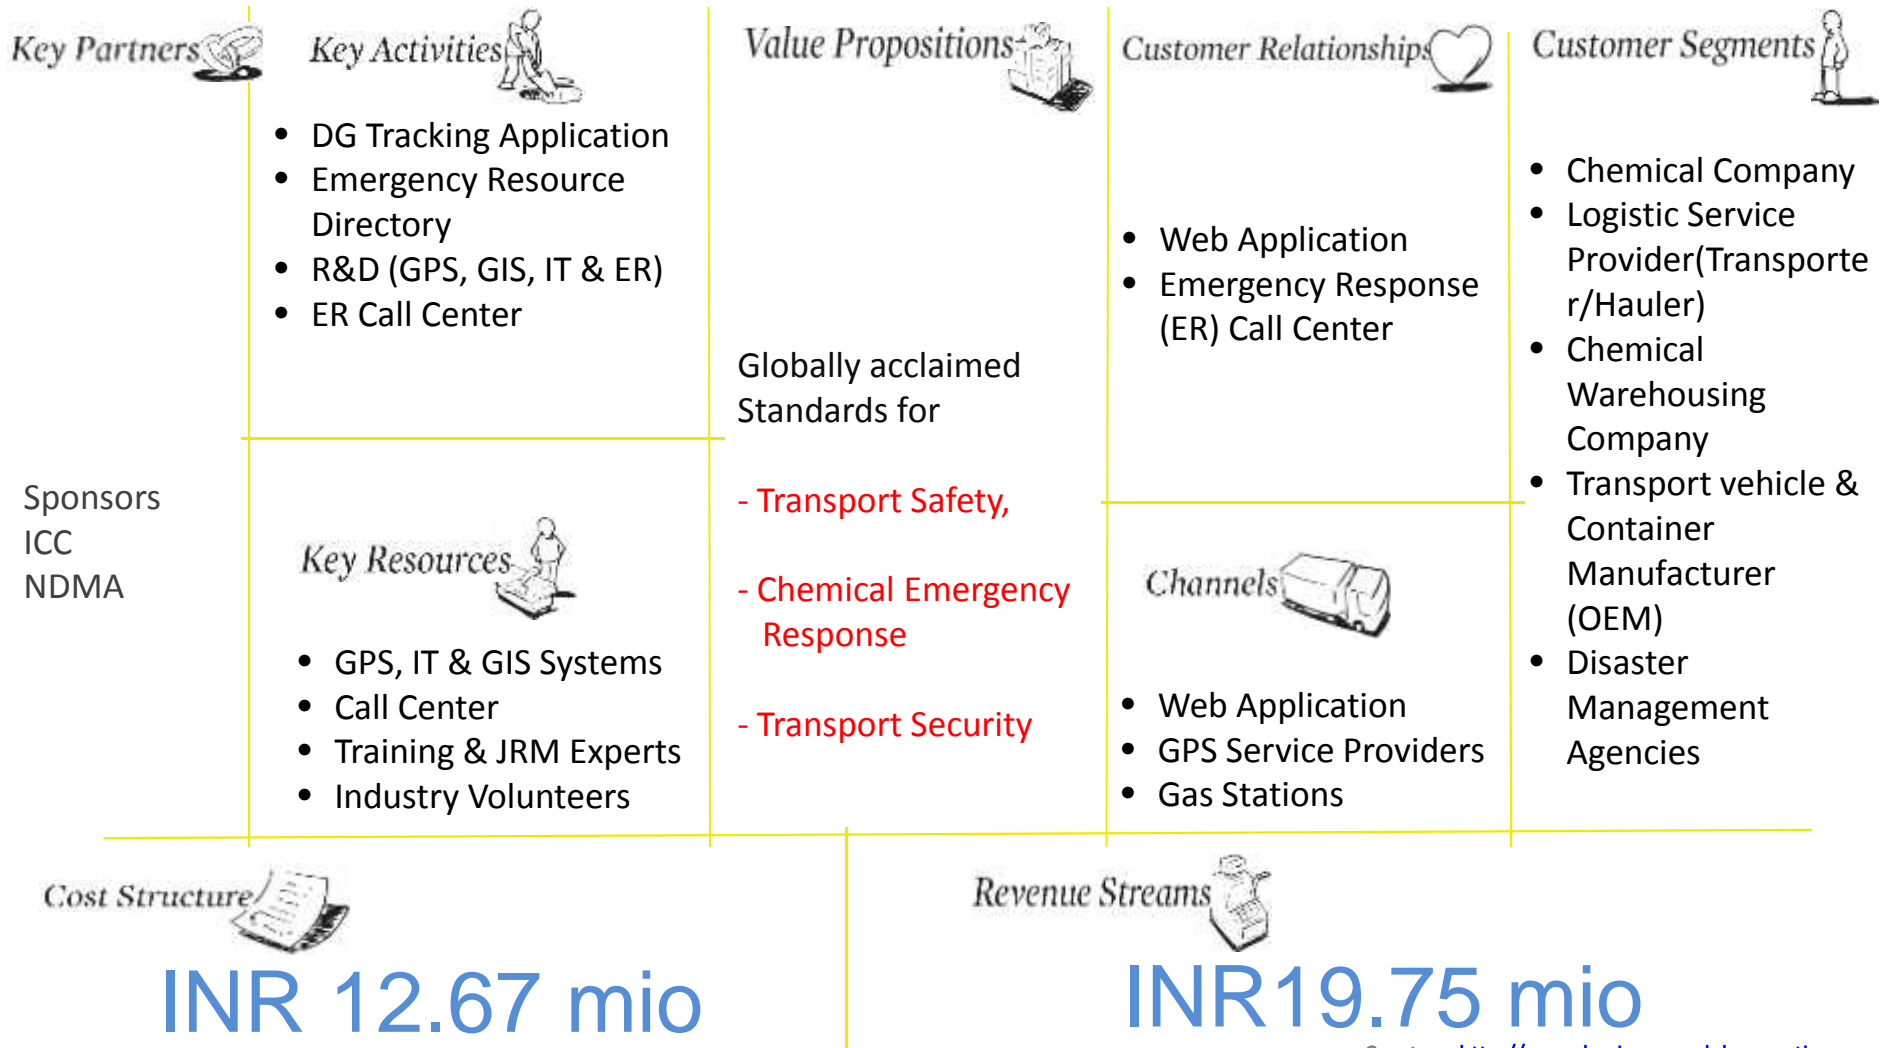 Key Partners
Key Activities
• DG Tracking Application
• Emergency Resource
Directory
• R&D (GPS, GIS, IT & ER)
• ER Call Center
Value Propositions
Customer Relationships
Customer Segments
Sponsors
ICC
NDMA
Key Resources
• GPS, IT & GIS Systems
• Call Center
• Training & JRM Experts
• Industry Volunteers
Globally acclaimed
Standards for
- Transport Safety,
- Chemical Emergency
Response
- Transport Security
• Web Application
• Emergency Response
(ER) Call Center
Channels
• Web Application
• GPS Service Providers
• Gas Stations
• Chemical Company
• Logistic Service
Provider(Transporte
r/Hauler)
• Chemical
Warehousing
Company
• Transport vehicle &
Container
Manufacturer
(OEM)
• Disaster
Management
Agencies
Cost Structure
INR 12.67 mio
Revenue Streams
INR19.75 mio